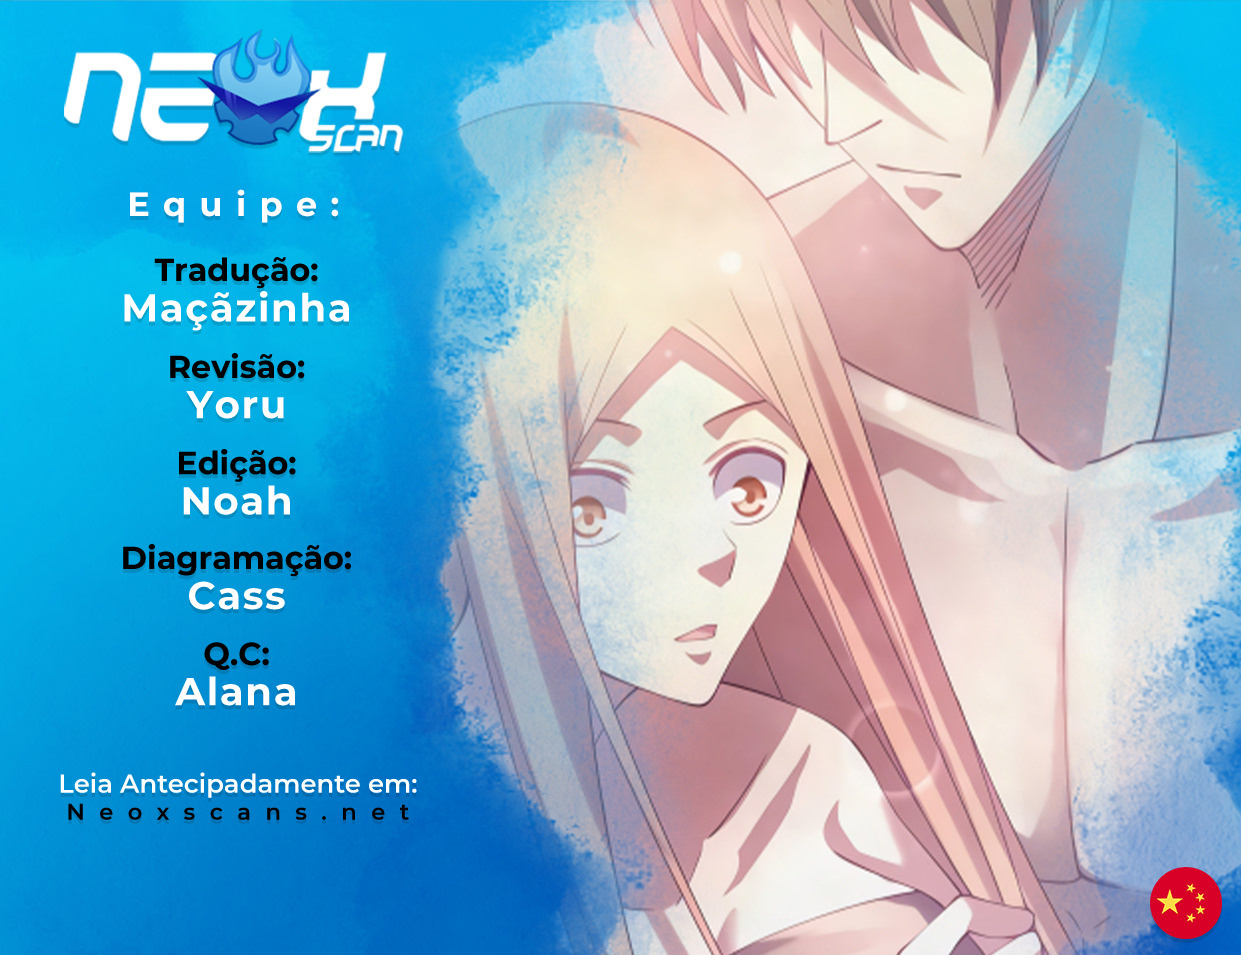 NEOX
SCAN
Equipe:
Tradução:
Maçãzinha
Revisão:
Yoru
Edição:
Noah
Diagramação:
Cass
Q.C:
Alana
Leia Antecipadamente em:
Neoxscans.net